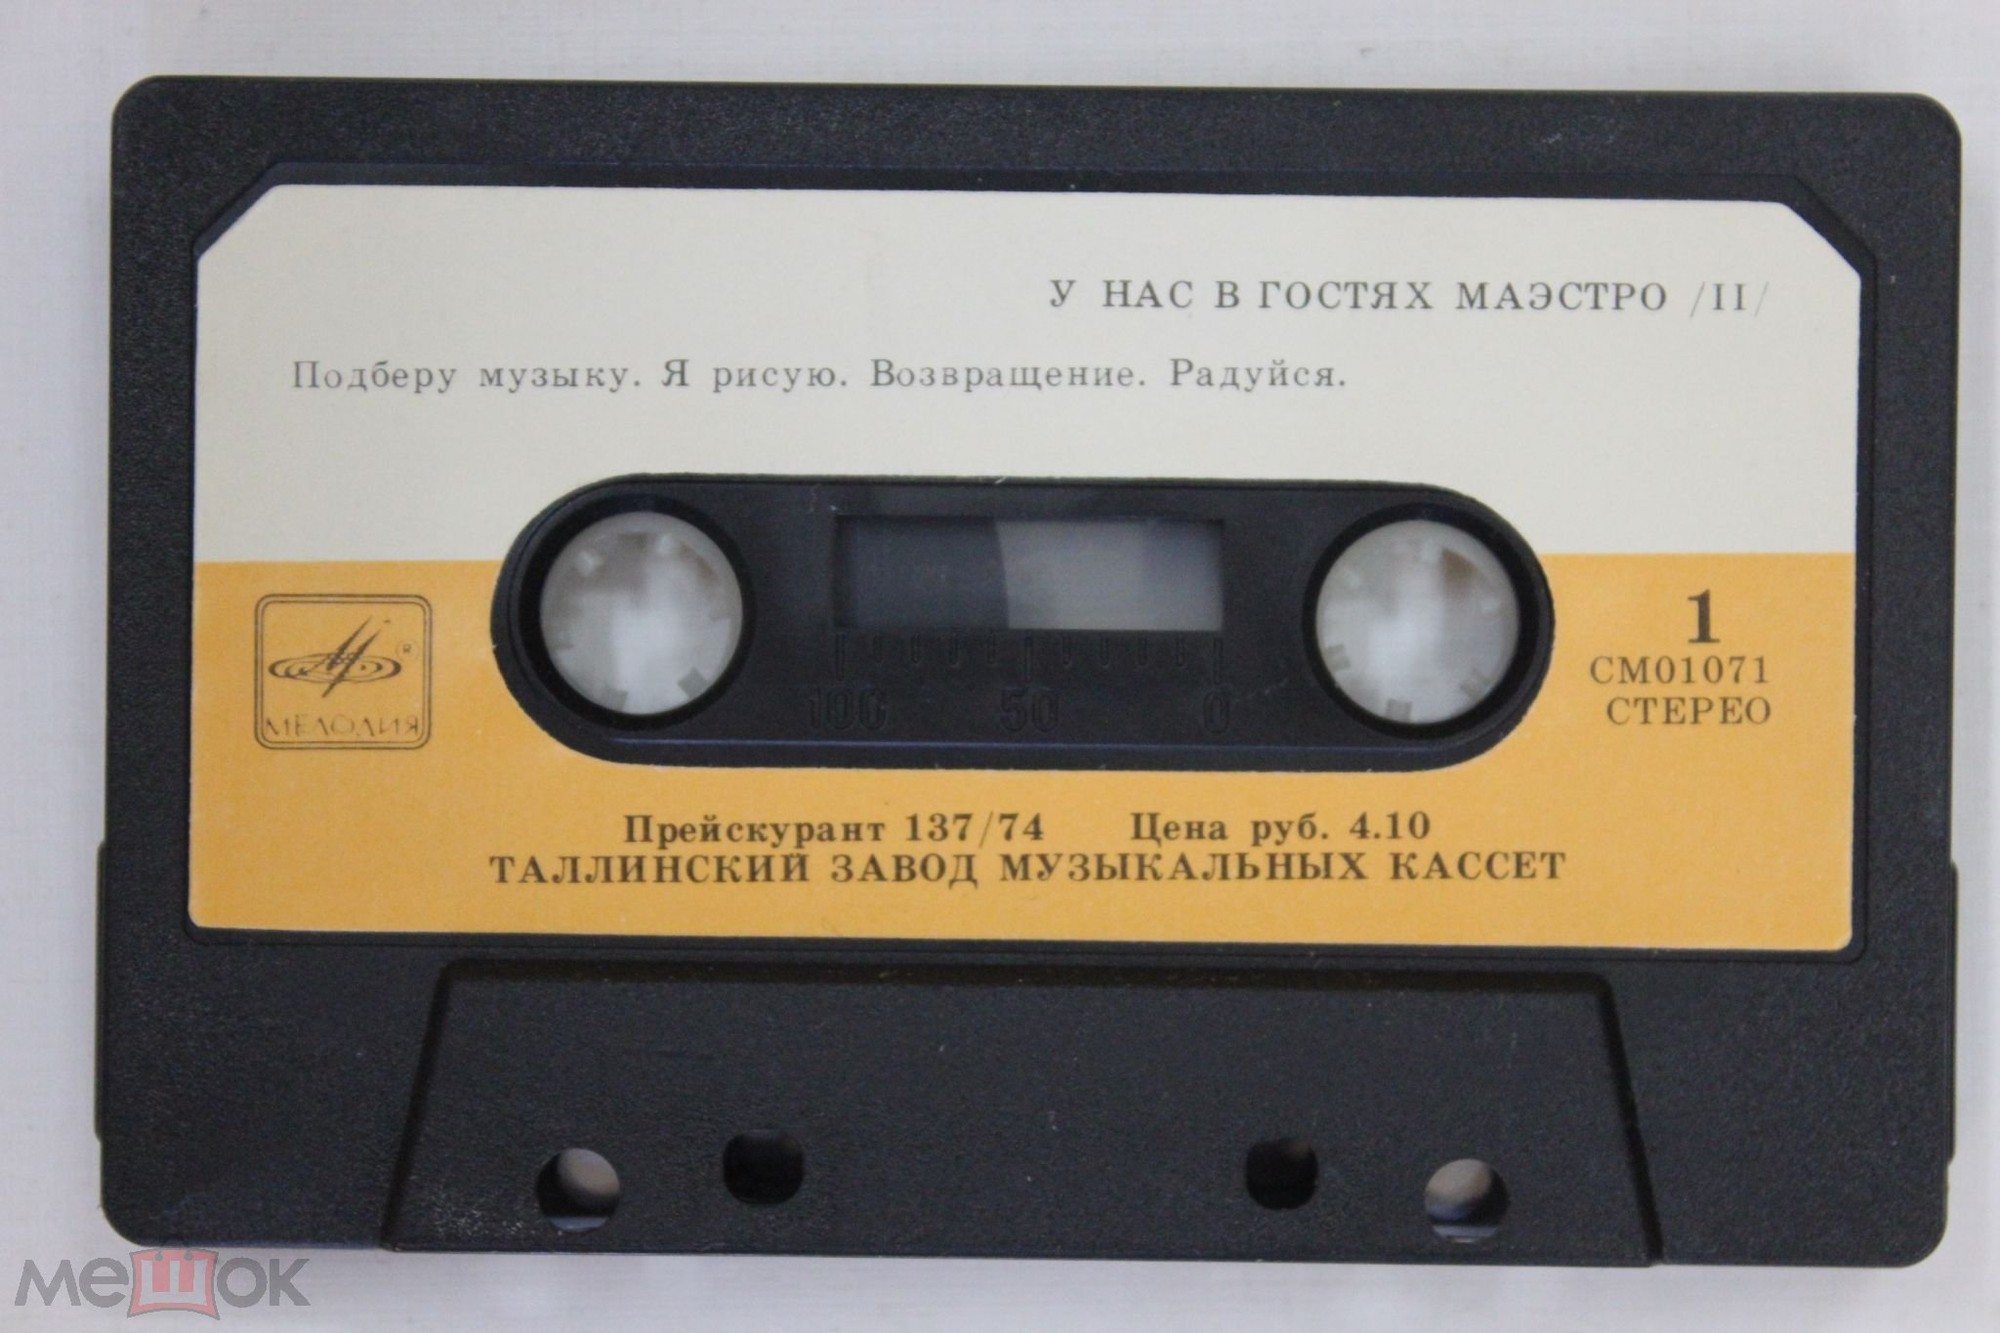 У НАС В ГОСТЯХ МАЭСТРО /II/
Подберу музыку. Я рисую. Возвращение. Радуйся.
®
МЕЛОДИЯ
1
СМ01071
СТЕРЕО
100 50 0
Прейскурант 137/74 Цена руб. 4.10
ТАЛЛИНСКИЙ ЗАВОД МУЗЫКАЛЬНЫХ КАССЕТ
мешок